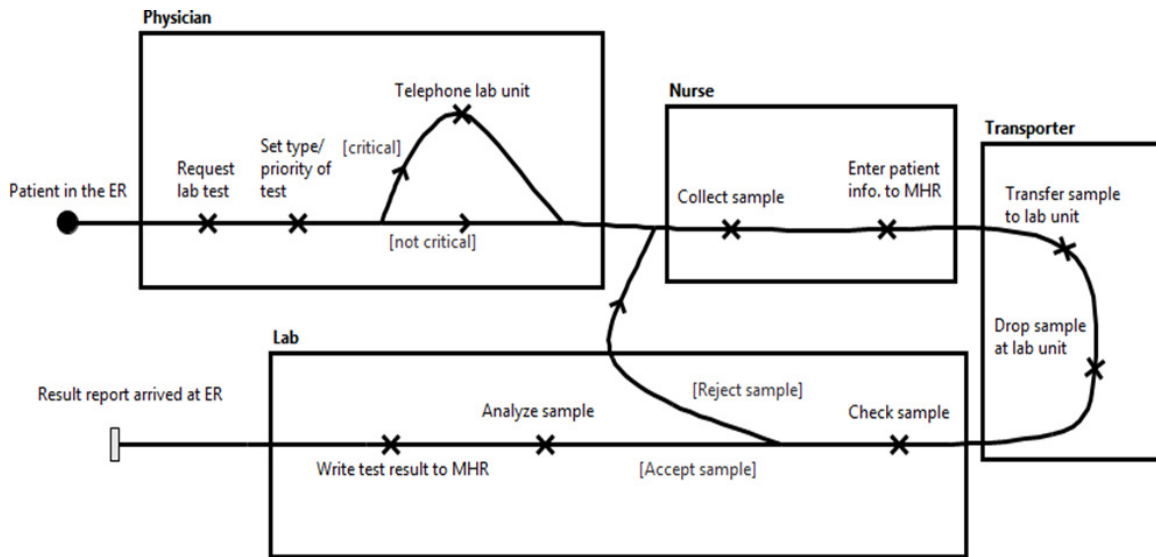 Physician
Telephone lab unit
[critical]
Set type/
priority of
test
Request
lab test
Patient in the ER
[not critical]
Nurse
Collect sample
Enter patient
info. to MHR
Transporter
Transfer sample
to lab unit
Drop sample
at lab unit
Lab
[Reject sample]
Check sample
Analyze sample
[Accept sample]
Write test result to MHR
Result report arrived at ER